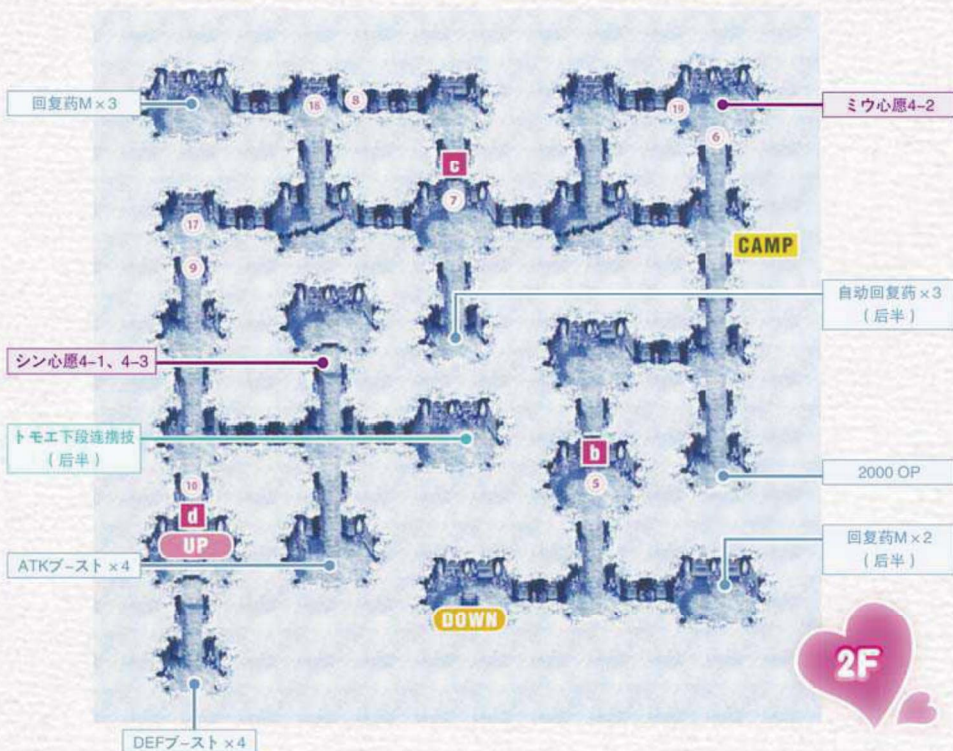 回复药M×3
18
8
19
ミウ心愿4-2
6
c
7
17
CAMP
9
自动回复药×3
(后半)
シン心愿4-1、4-3
トモエ下段连携技
(后半)
b
5
2000 OP
10
d
UP
回复药M×2
(后半)
ATKブースト×4
DOWN
2F
DEFブースト×4